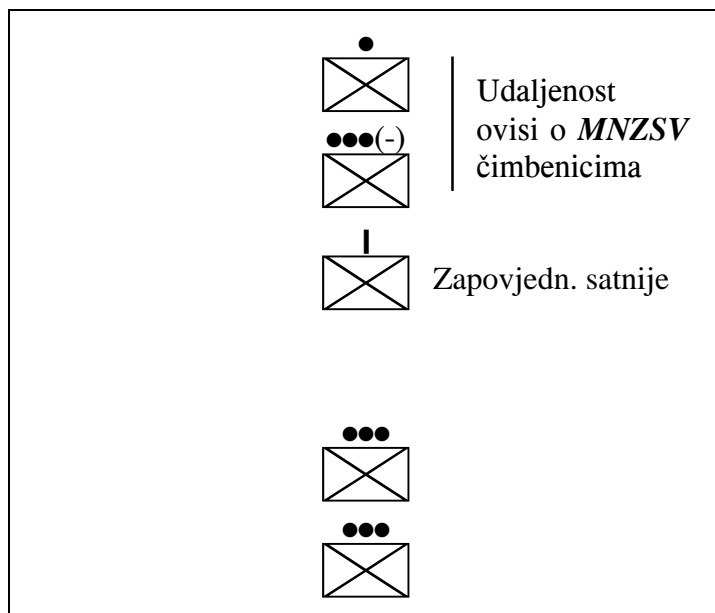 Udaljenost
ovisi o MNZSV
(-)
čimbenicima
Zapovjedn. satnije